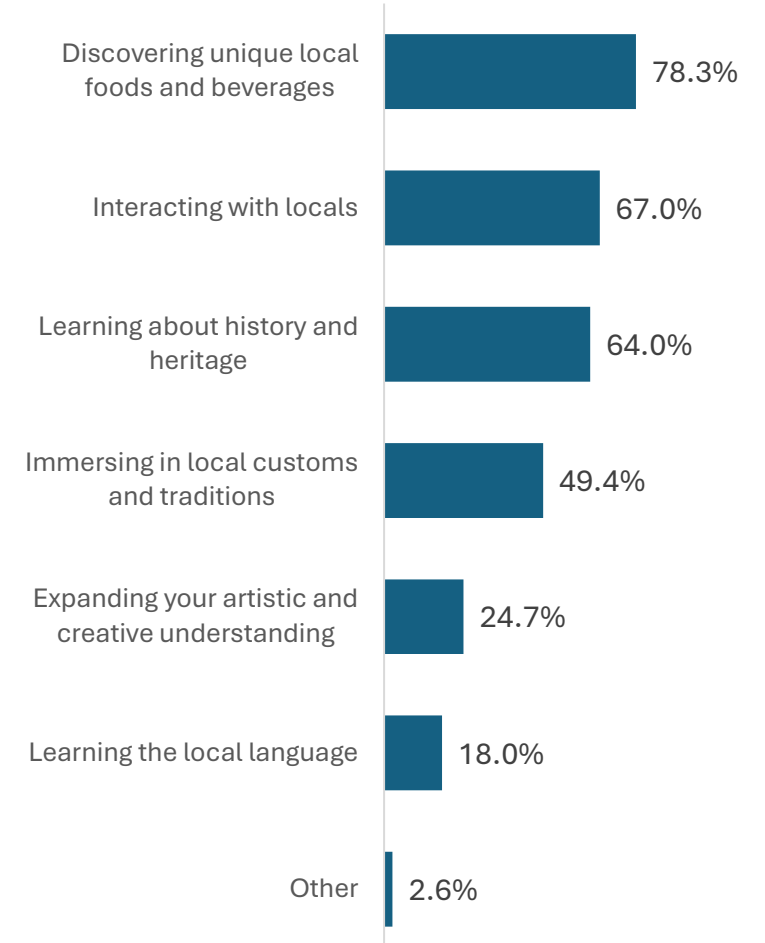 Discovering unique local
foods and beverages
78.3%
Interacting with locals
67.0%
Learning about history and
heritage
64.0%
Immersing in local customs
and traditions
49.4%
Expanding your artistic and
creative understanding
24.7%
Learning the local language
18.0%
Other
2.6%